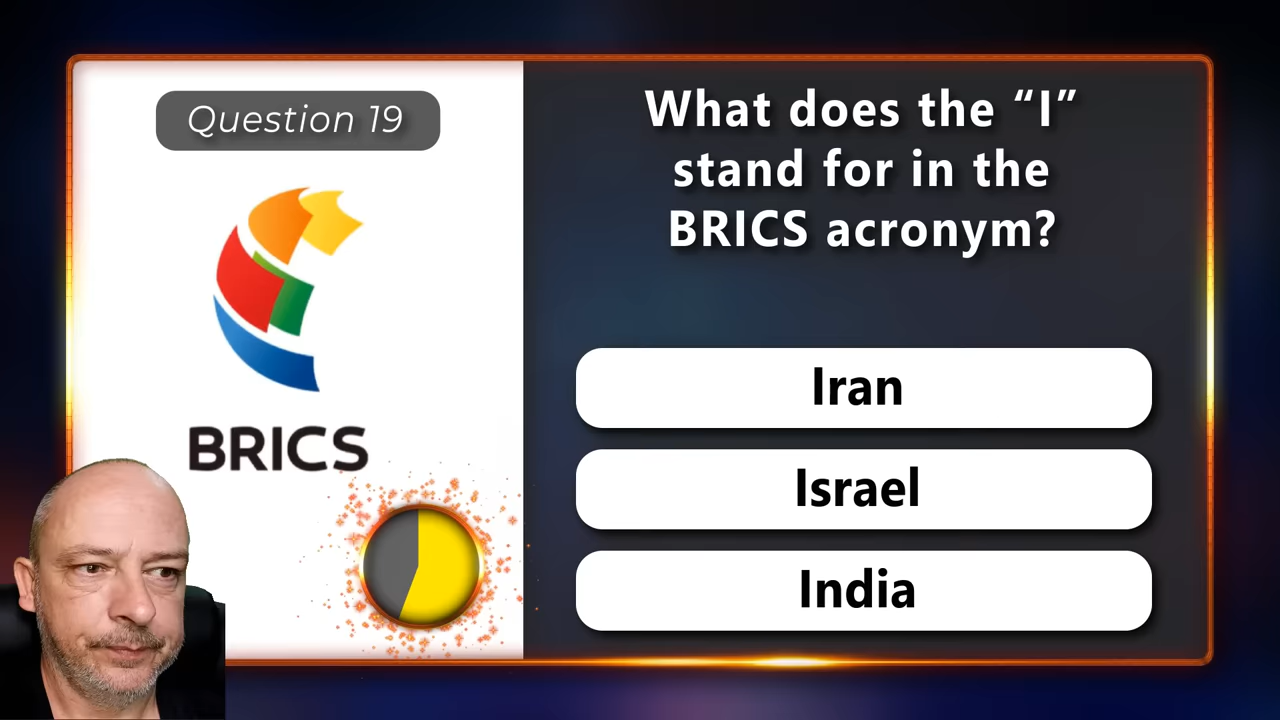 Question 19
BRICS
What does the “I”
stand for in the
BRICS acronym?
Iran
Israel
India